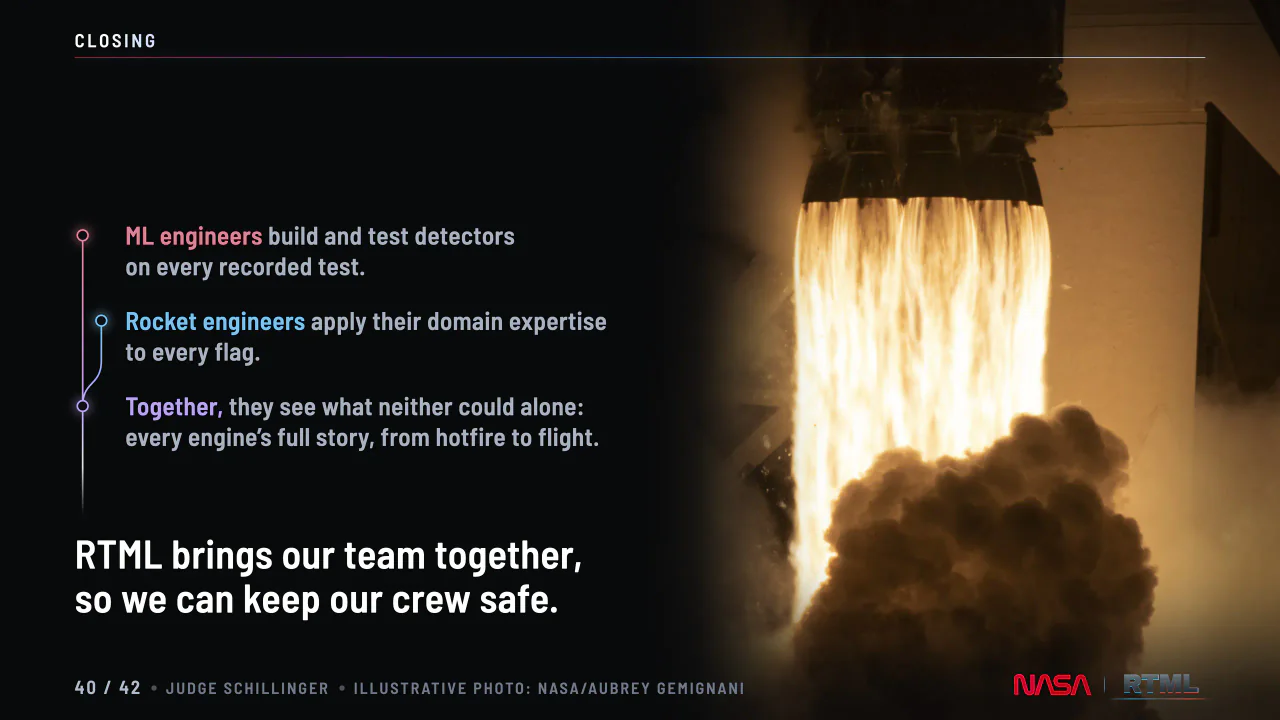 CLOSING
ML engineers build and test detectors
on every recorded test.
Rocket engineers apply their domain expertise
to every flag.
Together, they see what neither could alone:
every engine’s full story, from hotfire to flight.
RTML brings our team together,
so we can keep our crew safe.
40 / 42 • JUDGE SCHILLINGER • ILLUSTRATIVE PHOTO: NASA/AUBREY GEMIGNANI
NASA | RTML